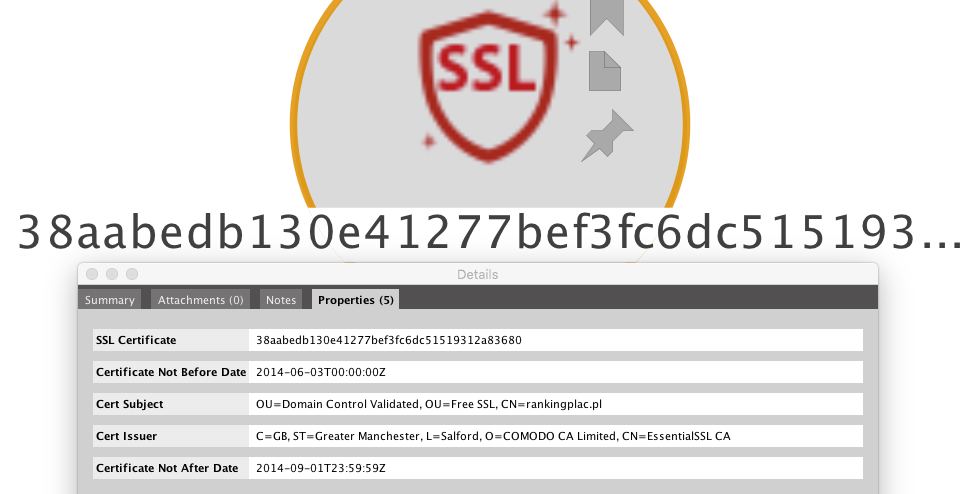 SSL
38aabedb130e41277bef3fc6dc515193...
Details
Summary Attachments (0) Notes Properties (5)
SSL Certificate 38aabedb130e41277bef3fc6dc51519312a83680
Certificate Not Before Date 2014-06-03T00:00:00Z
Cert Subject OU=Domain Control Validated, OU=Free SSL, CN=rankingplac.pl
Cert Issuer C=GB, ST=Greater Manchester, L=Salford, O=COMODO CA Limited, CN=EssentialSSL CA
Certificate Not After Date 2014-09-01T23:59:59Z